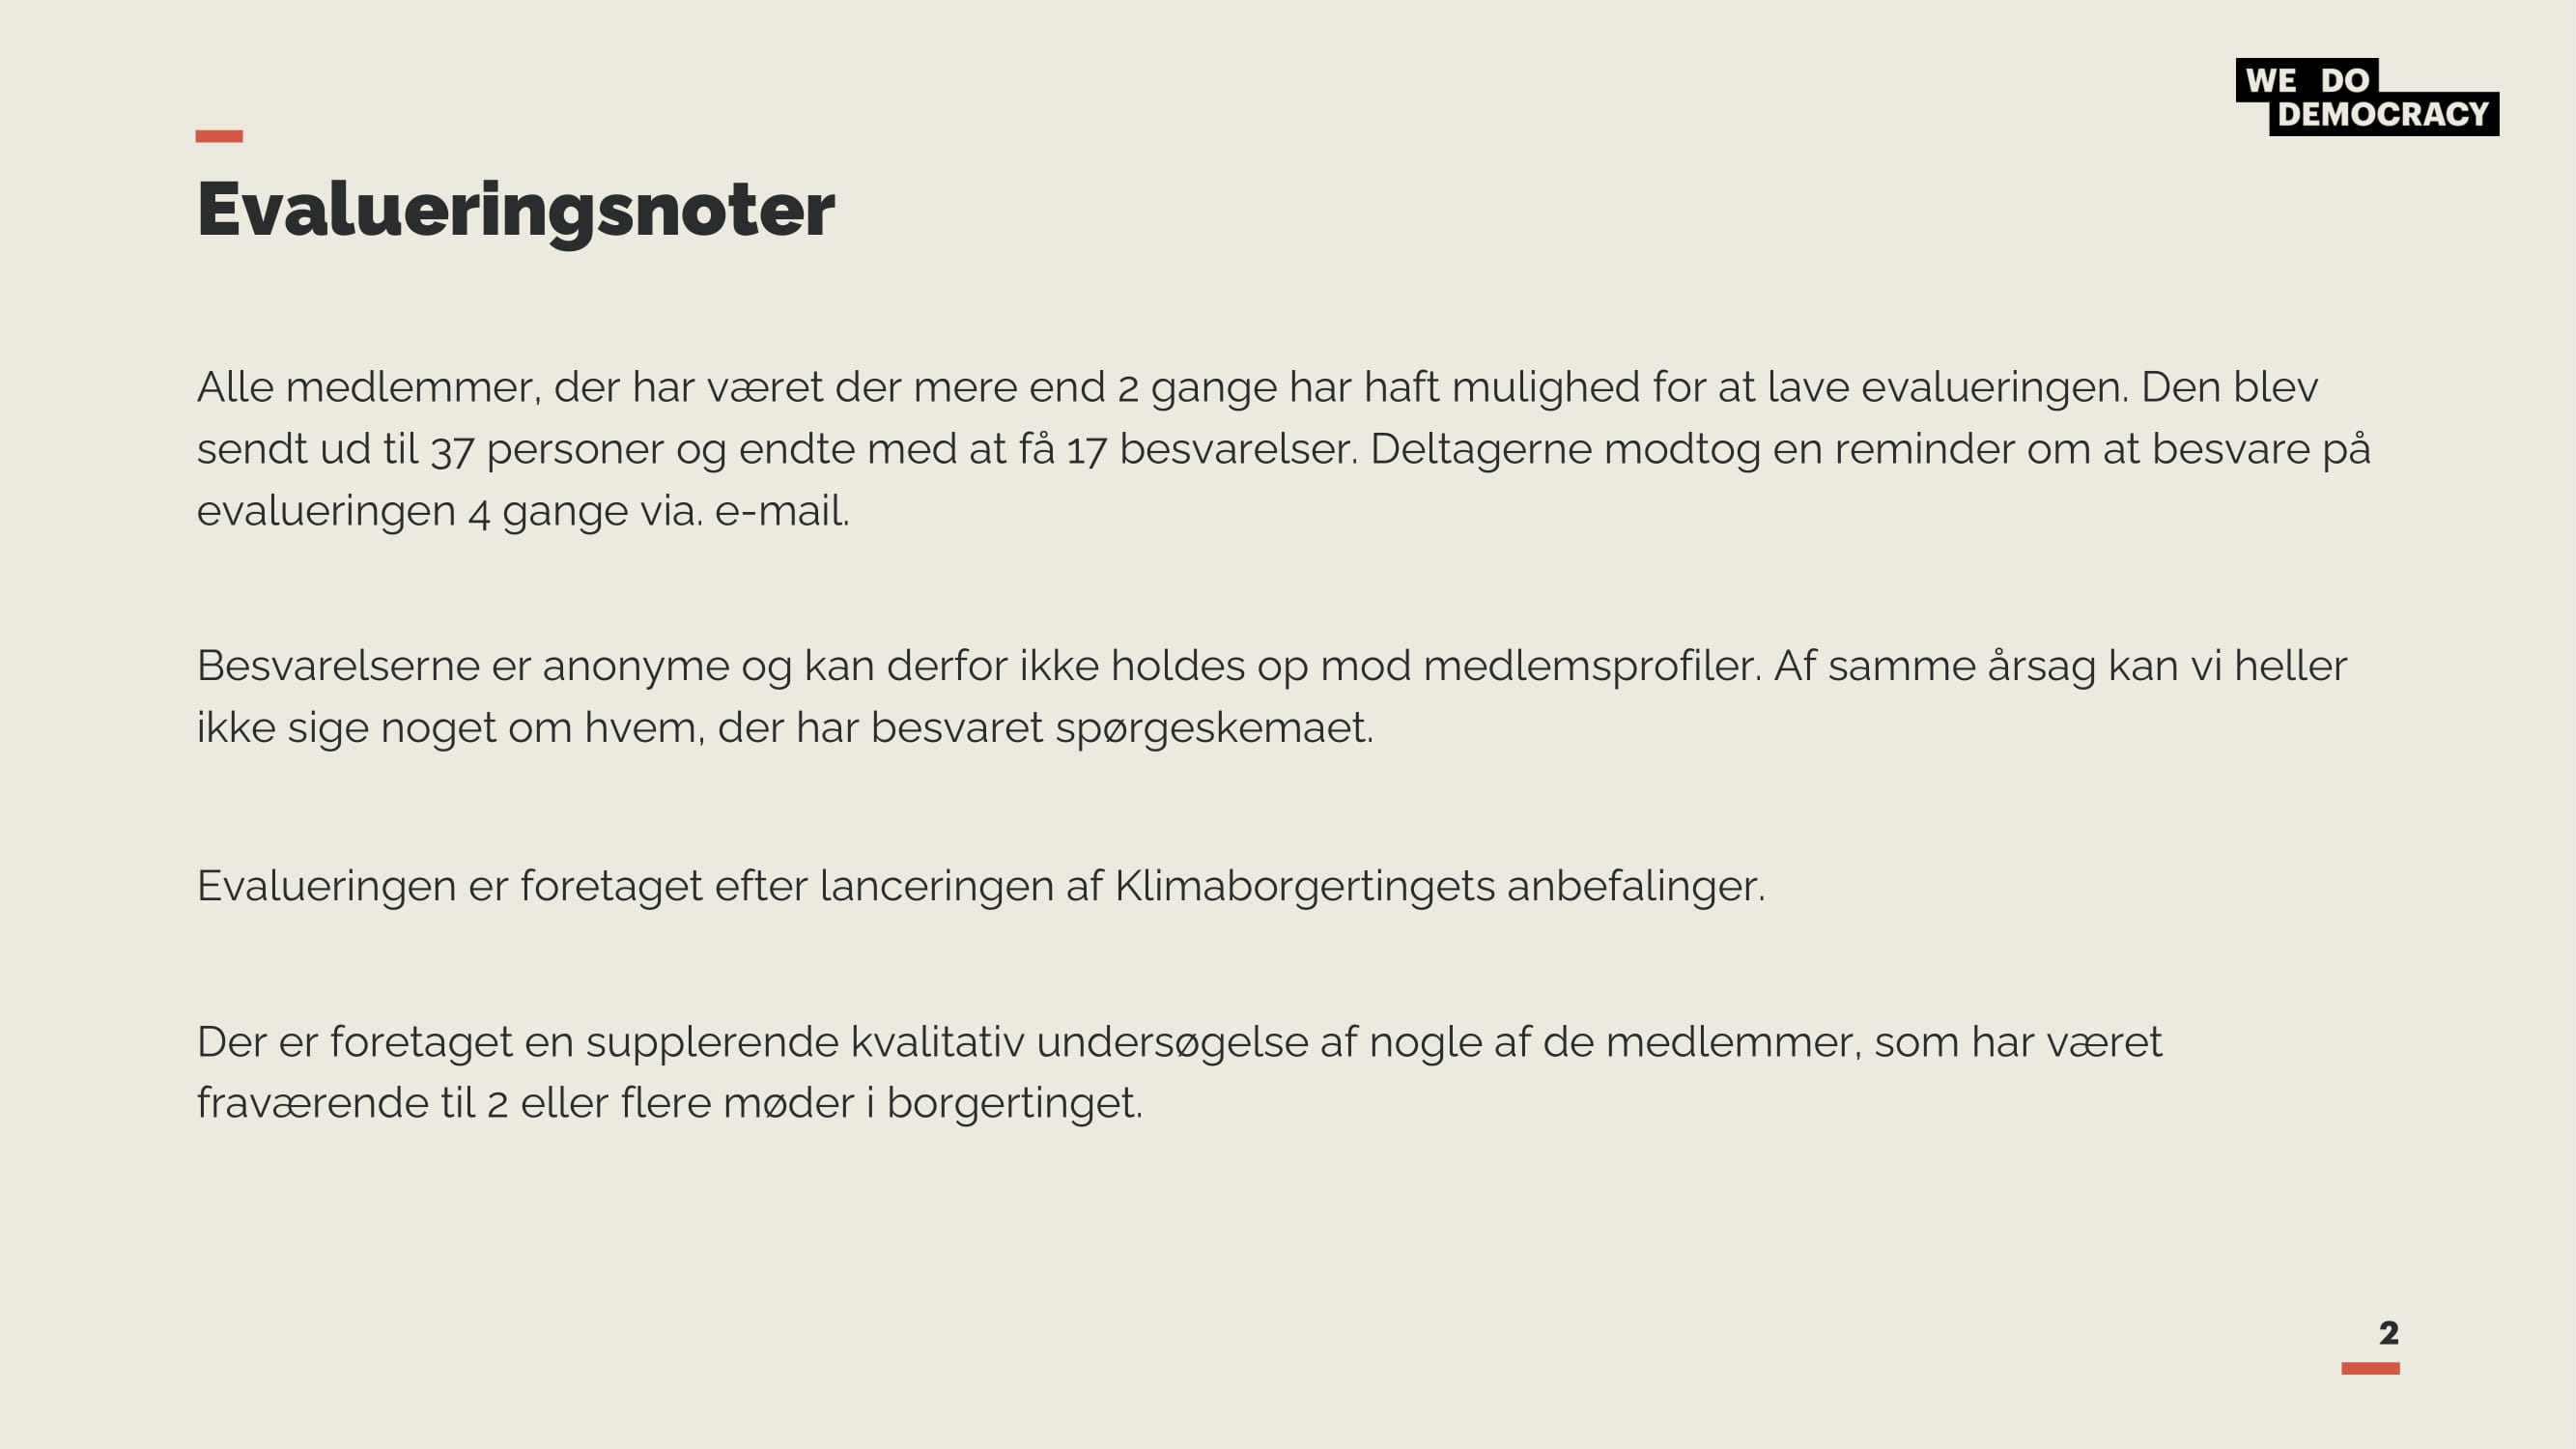 WE DO
DEMOCRACY
Evalueringsnoter
Alle medlemmer, der har været der mere end 2 gange har haft mulighed for at lave evalueringen. Den blev
sendt ud til 37 personer og endte med at få 17 besvarelser. Deltagerne modtog en reminder om at besvare på
evalueringen 4 gange via. e-mail.
Besvarelserne er anonyme og kan derfor ikke holdes op mod medlemsprofiler. Af samme årsag kan vi heller
ikke sige noget om hvem, der har besvaret spørgeskemaet.
Evalueringen er foretaget efter lanceringen af Klimaborgertingets anbefalinger.
Der er foretaget en supplerende kvalitativ undersøgelse af nogle af de medlemmer, som har været
fraværende til 2 eller flere møder i borgertinget.
2